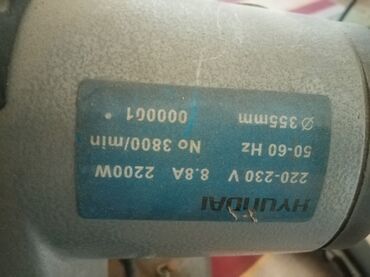 HYUNDAI
220-230 V 8.8A 2200W
50-60 Hz No 3800/min
Ø 355mm 000001